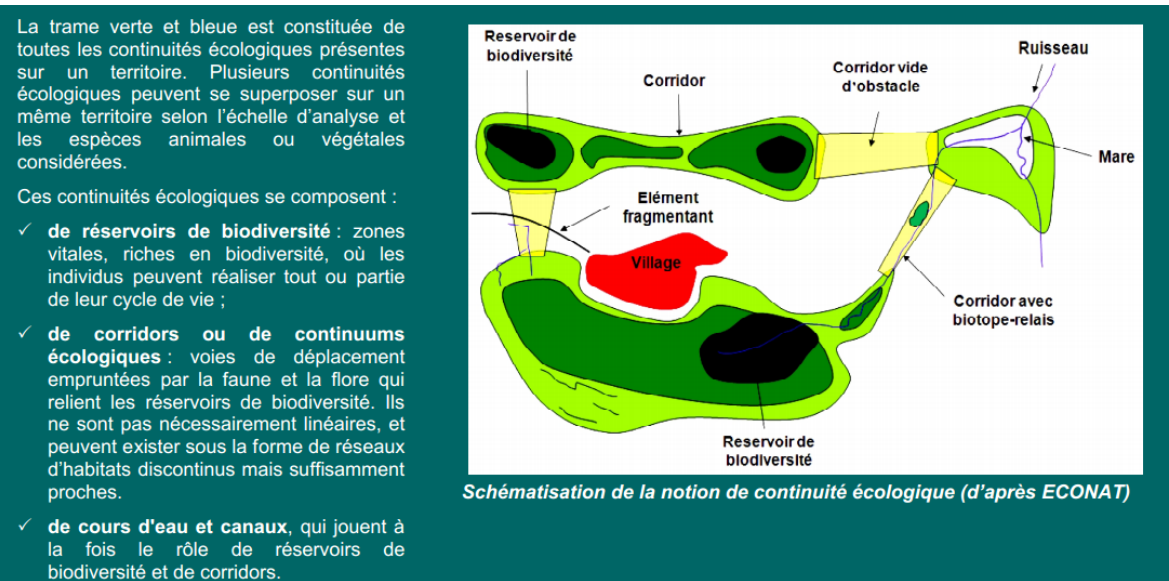 La trame verte et bleue est constituée de
toutes les continuités écologiques présentes
sur un territoire. Plusieurs continuités
écologiques peuvent se superposer sur un
même territoire selon l’échelle d’analyse et
les espèces animales ou végétales
considérées.
Ces continuités écologiques se composent :
✓ de réservoirs de biodiversité : zones
vitales, riches en biodiversité, où les
individus peuvent réaliser tout ou partie
de leur cycle de vie ;
✓ de corridors ou de continuums
écologiques : voies de déplacement
empruntées par la faune et la flore qui
relient les réservoirs de biodiversité. Ils
ne sont pas nécessairement linéaires, et
peuvent exister sous la forme de réseaux
d’habitats discontinus mais suffisamment
proches.
✓ de cours d'eau et canaux, qui jouent à
la fois le rôle de réservoirs de
biodiversité et de corridors.
Reservoir de
biodiversité
Corridor
Corridor vide
d'obstacle
Ruisseau
Mare
Elément
fragmentant
Village
Corridor avec
biotope-relais
Reservoir de
biodiversité
Schématisation de la notion de continuité écologique (d’après ECONAT)